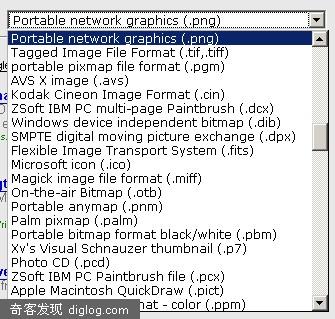 Portable network graphics (.png)
Portable network graphics (.png)
Tagged Image File Format (.tif,.tiff)
portable pixmap file format (.pgm)
AVS X image (.avs)
Kodak Cineon Image Format (.cin)
ZSoft IBM PC multi-page Paintbrush (.dcx)
Windows device independent bitmap (.dib)
SMPTE digital moving picture exchange (.dpx)
Flexible Image Transport System (.fits)
Microsoft icon (.ico)
Magick image file format (.miff)
On-the-air Bitmap (.otb)
Portable anymap (.pnm)
Palm pixmap (.palm)
Portable bitmap format black/white (.pbm)
Xv's Visual Schnauzer thumbnail (.p7)
Photo CD (.pcd)
ZSoft IBM PC Paintbrush file (.pcx)
Apple Macintosh QuickDraw (.pict)
- color (.ppm)
奇客发现 diglog.com